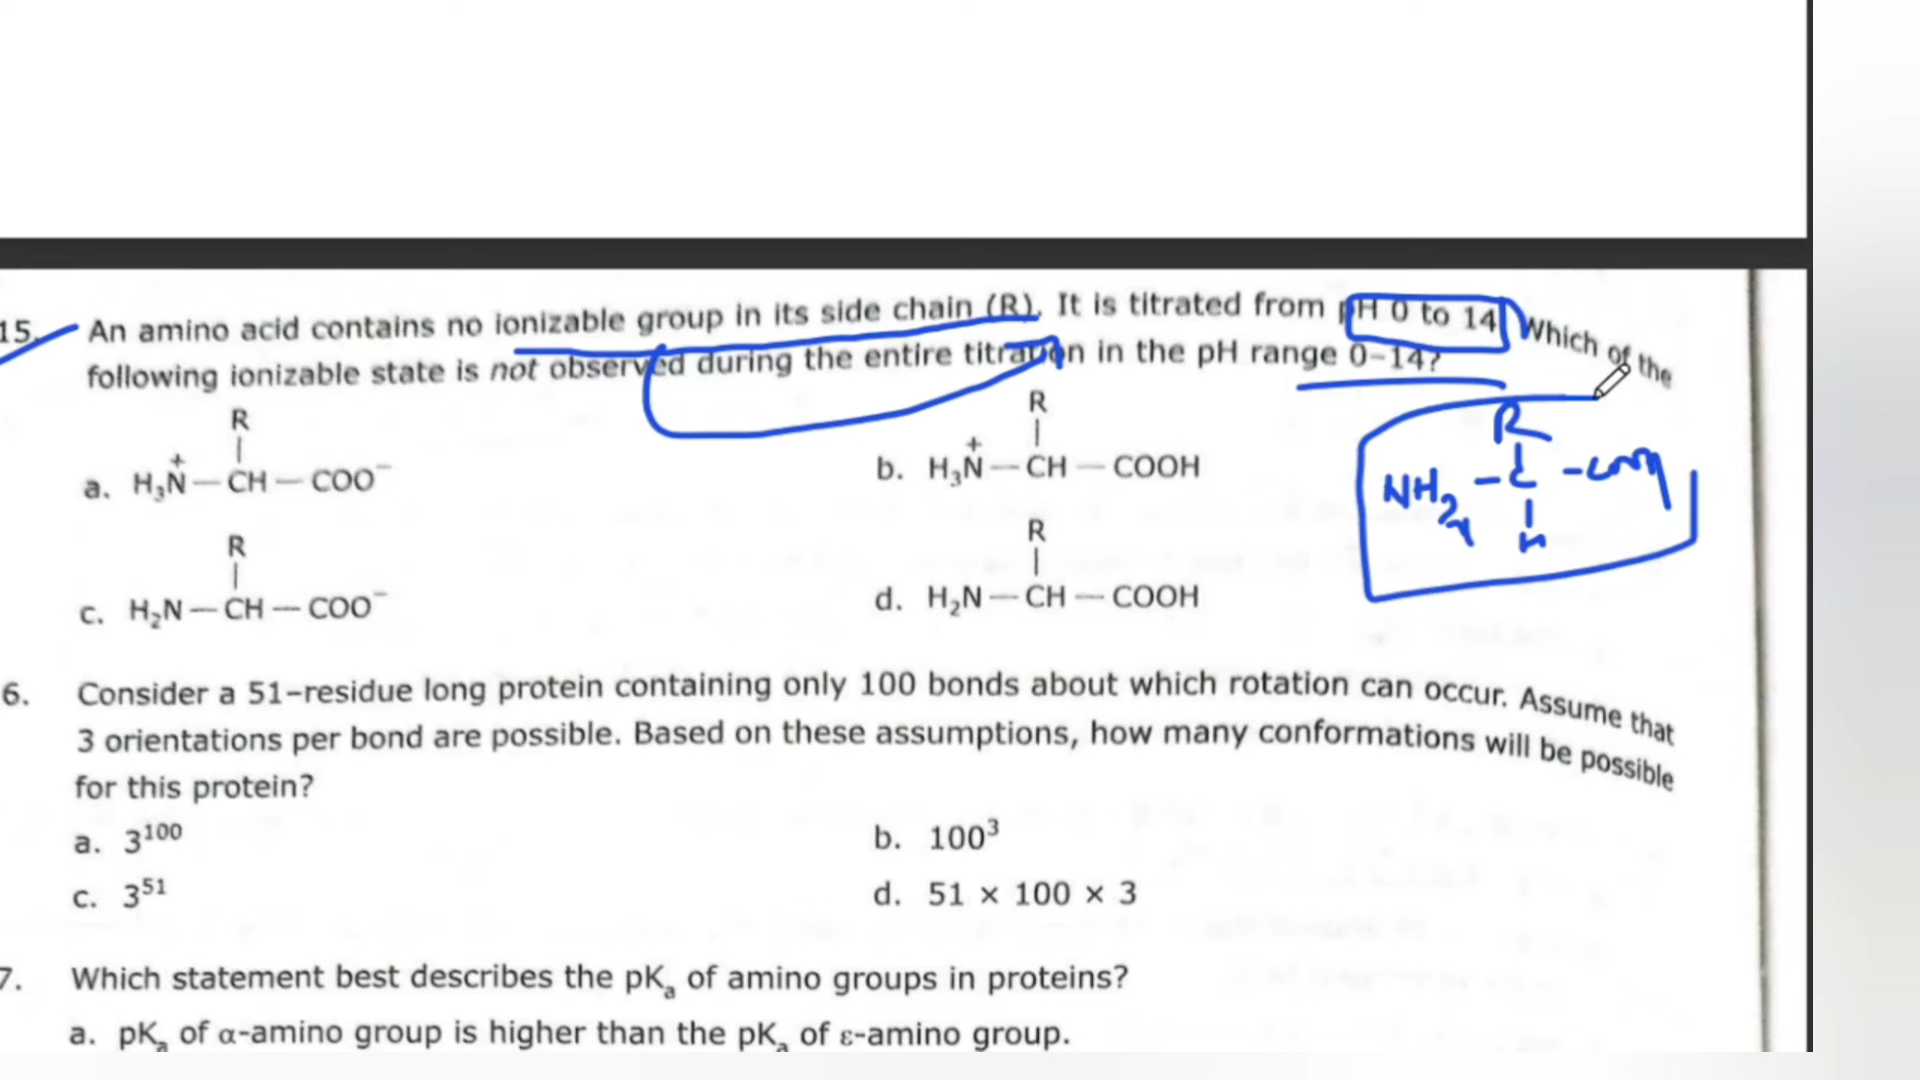 15. An amino acid contains no ionizable group in its side chain (R). It is titrated from pH 0 to 14. Which of the
following ionizable state is not observed during the entire titration in the pH range 0–14?
R
|
a. H₃N⁺ — CH — COO⁻
R
|
b. H₃N⁺ — CH — COOH
R
|
c. H₂N — CH — COO⁻
R
|
d. H₂N — CH — COOH
R
|
NH₂ - C -
|
H
6. Consider a 51–residue long protein containing only 100 bonds about which rotation can occur. Assume that
3 orientations per bond are possible. Based on these assumptions, how many conformations will be possible
for this protein?
a. 3¹⁰⁰
b. 100³
c. 3⁵¹
d. 51 × 100 × 3
7. Which statement best describes the pKₐ of amino groups in proteins?
a. pKₐ of α-amino group is higher than the pKₐ of ε-amino group.